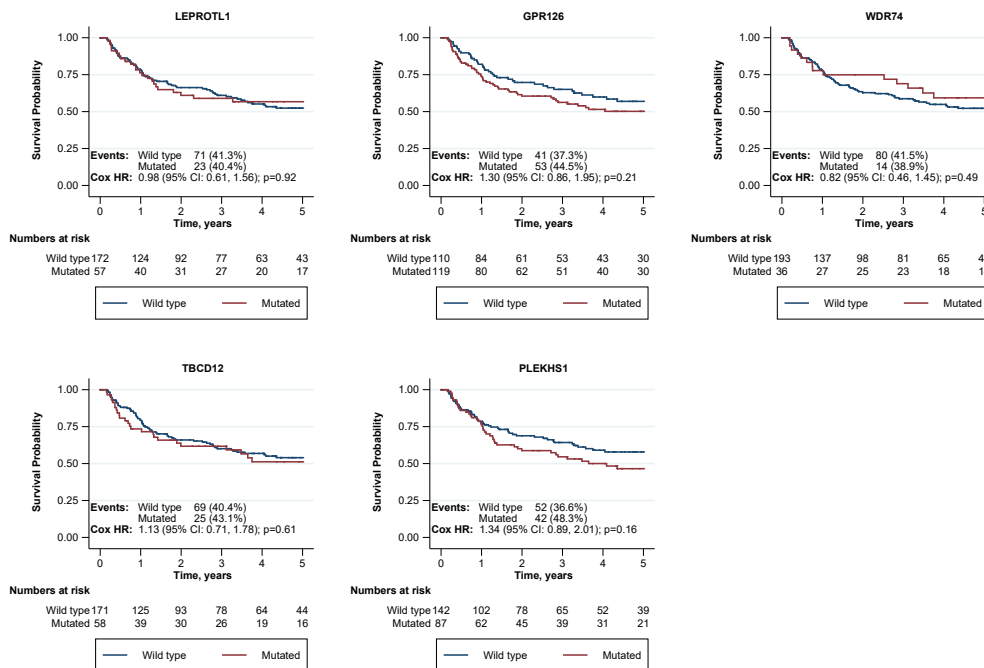 LEPROTL1
Survival Probability
1.00
0.75
0.50
0.25
0.00
Events: Wild type 71 (41.3%)
Mutated 23 (40.4%)
Cox HR: 0.98 (95% CI: 0.61, 1.56); p=0.92
0 1 2 3 4 5
Time, years
Numbers at risk
Wild type 172 124 92 77 63 43
Mutated 57 40 31 27 20 17
Wild type Mutated
GPR126
Survival Probability
1.00
0.75
0.50
0.25
0.00
Events: Wild type 41 (37.3%)
Mutated 53 (44.5%)
Cox HR: 1.30 (95% CI: 0.86, 1.95); p=0.21
0 1 2 3 4 5
Time, years
Numbers at risk
Wild type 110 84 61 53 43 30
Mutated 119 80 62 51 40 30
Wild type Mutated
WDR74
Survival Probability
1.00
0.75
0.50
0.25
0.00
Events: Wild type 80 (41.5%)
Mutated 14 (38.9%)
Cox HR: 0.82 (95% CI: 0.46, 1.45); p=0.49
0 1 2 3 4 5
Time, years
Numbers at risk
Wild type 193 137 98 81 65
Mutated 36 27 25 23 18
Wild type Mutated
TBCD12
Survival Probability
1.00
0.75
0.50
0.25
0.00
Events: Wild type 69 (40.4%)
Mutated 25 (43.1%)
Cox HR: 1.13 (95% CI: 0.71, 1.78); p=0.61
0 1 2 3 4 5
Time, years
Numbers at risk
Wild type 171 125 93 78 64 44
Mutated 58 39 30 26 19 16
Wild type Mutated
PLEKHS1
Survival Probability
1.00
0.75
0.50
0.25
0.00
Events: Wild type 52 (36.6%)
Mutated 42 (48.3%)
Cox HR: 1.34 (95% CI: 0.89, 2.01); p=0.16
0 1 2 3 4 5
Time, years
Numbers at risk
Wild type 142 102 78 65 52 39
Mutated 87 62 45 39 31 21
Wild type Mutated